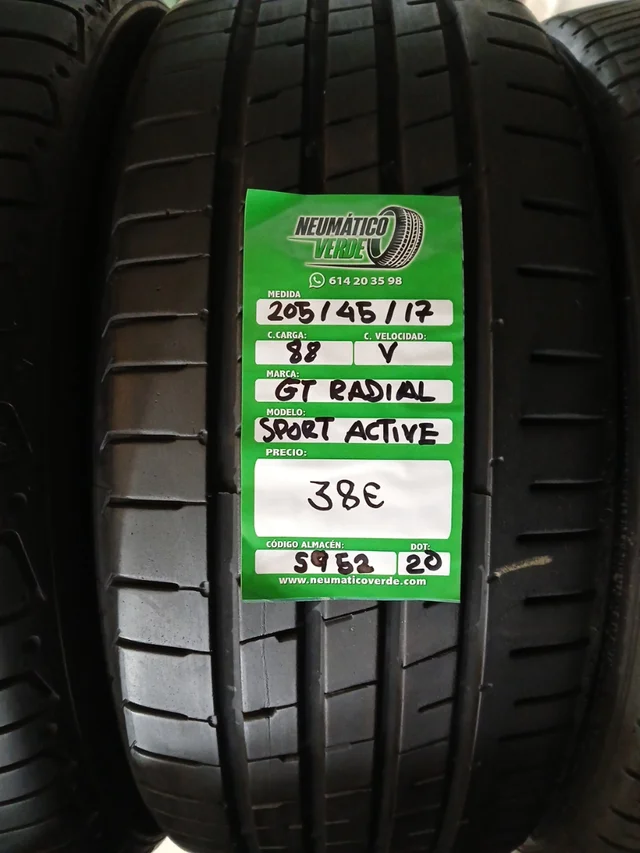 NEUMÁTICO
VERDE
614 20 35 98
MEDIDA
205/45/17
C.CARGA: C. VELOCIDAD:
88 V
MARCA:
GT RADIAL
MODELO:
SPORT ACTIVE
PRECIO:
38€
CÓDIGO ALMACÉN: DOT:
5952 20
www.neumaticoverde.com